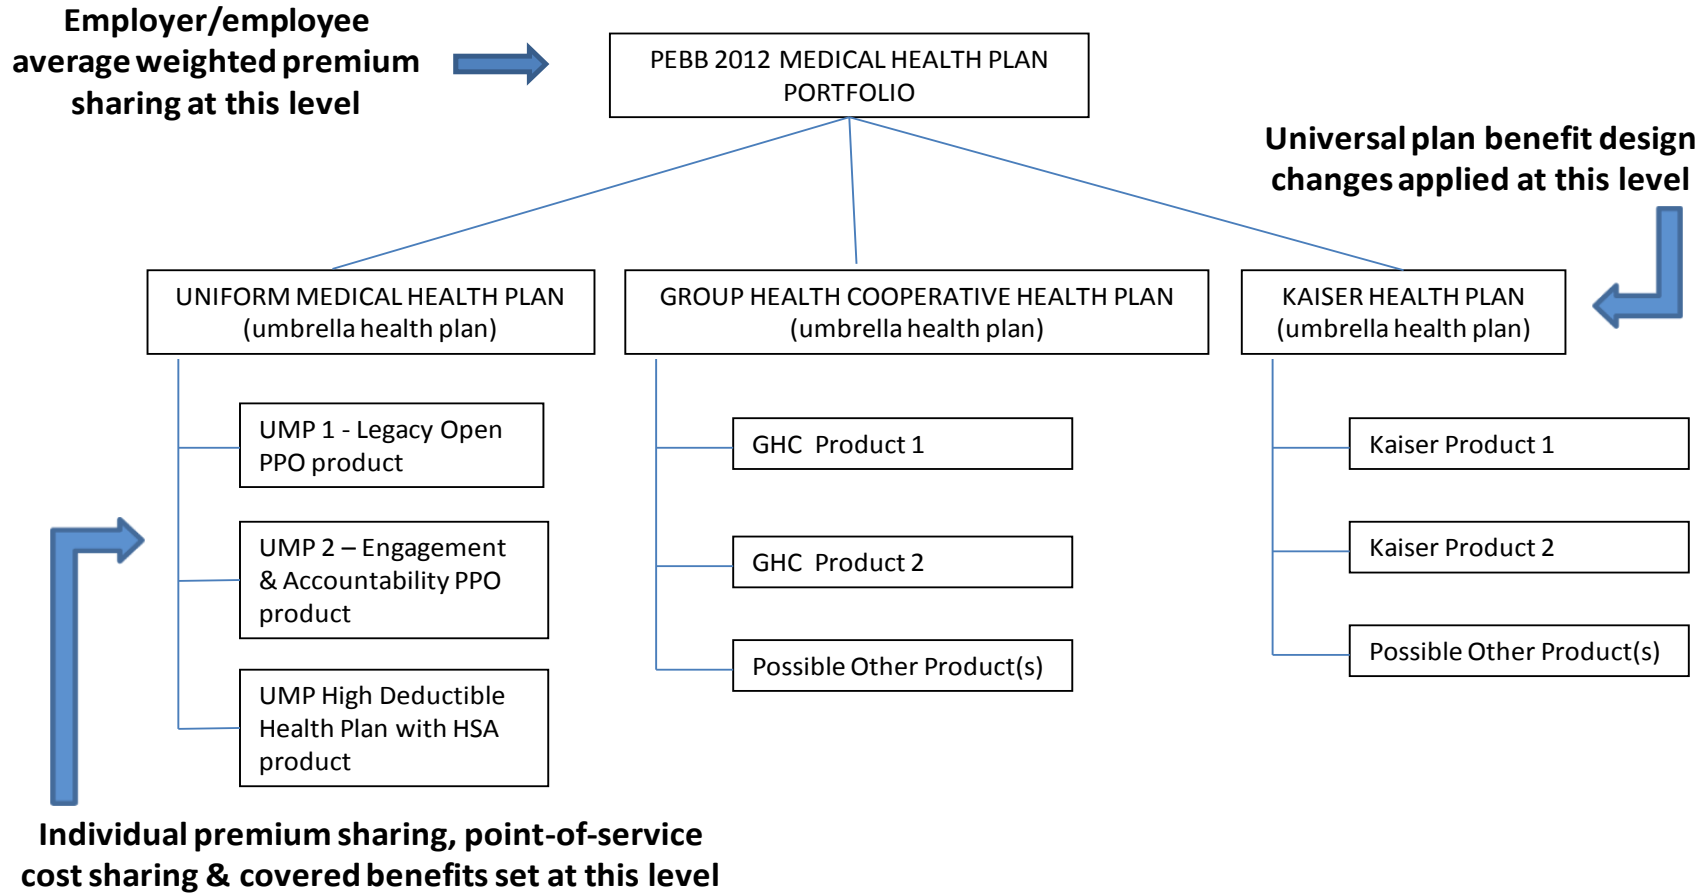 Employer/employee
average weighted premium
sharing at this level
PEBB 2012 MEDICAL HEALTH PLAN
PORTFOLIO
Universal plan benefit design
changes applied at this level
UNIFORM MEDICAL HEALTH PLAN
(umbrella health plan)
GROUP HEALTH COOPERATIVE HEALTH PLAN
(umbrella health plan)
KAISER HEALTH PLAN
(umbrella health plan)
UMP 1 - Legacy Open
PPO product
UMP 2 – Engagement
& Accountability PPO
product
UMP High Deductible
Health Plan with HSA
product
GHC Product 1
GHC Product 2
Possible Other Product(s)
Kaiser Product 1
Kaiser Product 2
Possible Other Product(s)
Individual premium sharing, point-of-service
cost sharing & covered benefits set at this level